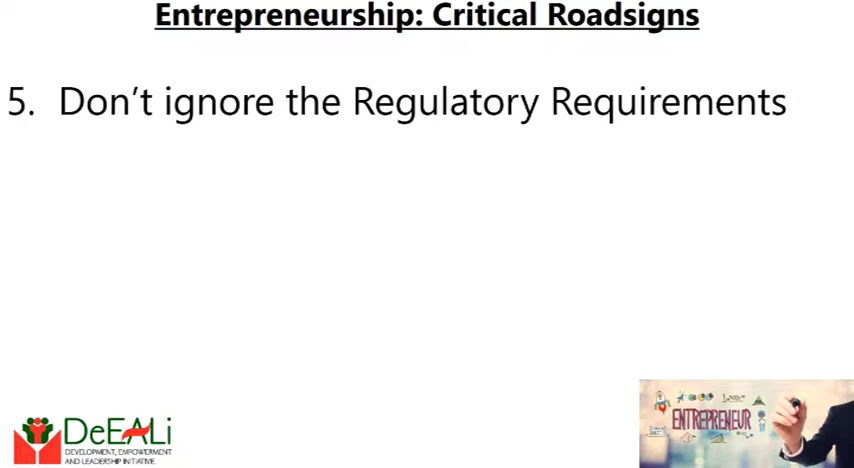 Entrepreneurship: Critical Roadsigns
5. Don't ignore the Regulatory Requirements
DeEALi
DEVELOPMENT, EMPOWERMENT
AND LEADERSHIP INITIATIVE
ENTREPRENEUR